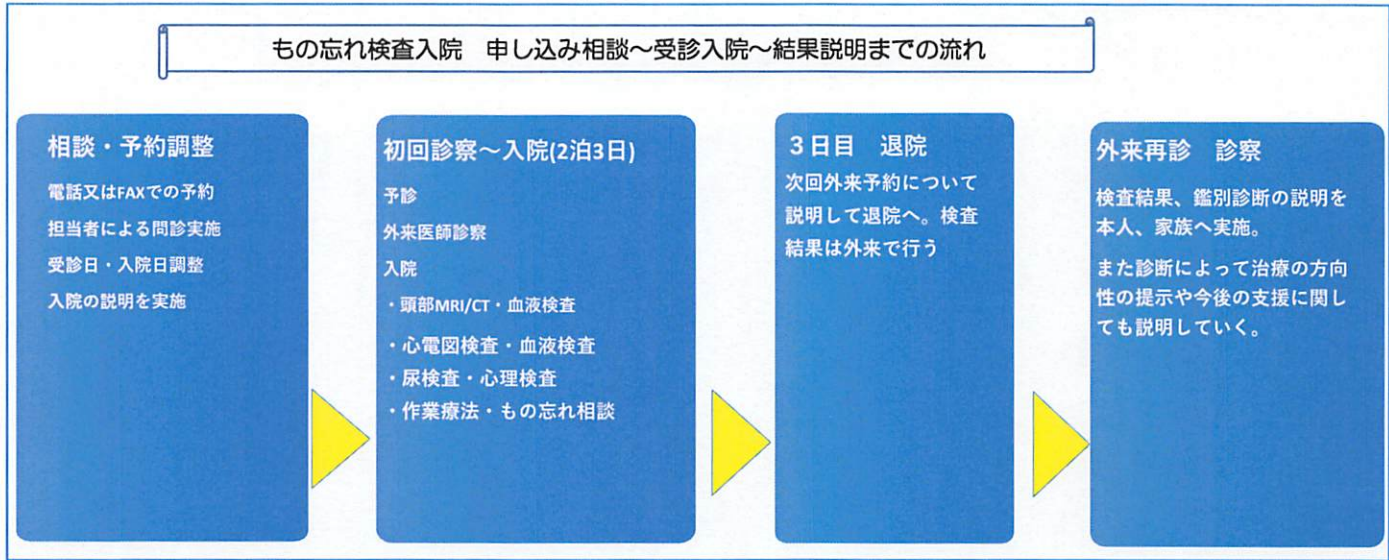 もの忘れ検査入院　申し込み相談～受診入院～結果説明までの流れ
相談・予約調整
電話又はFAXでの予約
担当者による問診実施
受診日・入院日調整
入院の説明を実施
初回診察～入院(2泊3日)
予診
外来医師診察
入院
・頭部MRI/CT・血液検査
・心電図検査・血液検査
・尿検査・心理検査
・作業療法・もの忘れ相談
３日目　退院
次回外来予約について
説明して退院へ。検査
結果は外来で行う
外来再診　診察
検査結果、鑑別診断の説明を
本人、家族へ実施。
また診断によって治療の方向
性の提示や今後の支援に関し
ても説明していく。